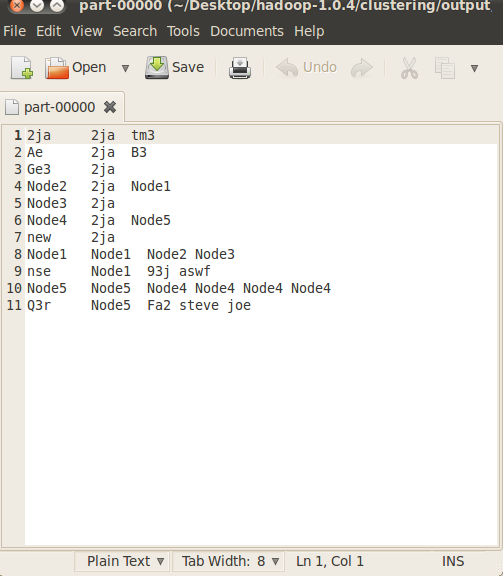 part-00000 (~/Desktop/hadoop-1.0.4/clustering/output
File Edit View Search Tools Documents Help
Open Save Undo
part-00000
1 2ja 2ja tm3
2 Ae 2ja B3
3 Ge3 2ja
4 Node2 2ja Node1
5 Node3 2ja
6 Node4 2ja Node5
7 new 2ja
8 Node1 Node1 Node2 Node3
9 nse Node1 93j aswf
10 Node5 Node5 Node4 Node4 Node4 Node4
11 Q3r Node5 Fa2 steve joe
Plain Text Tab Width: 8 Ln 1, Col 1 INS